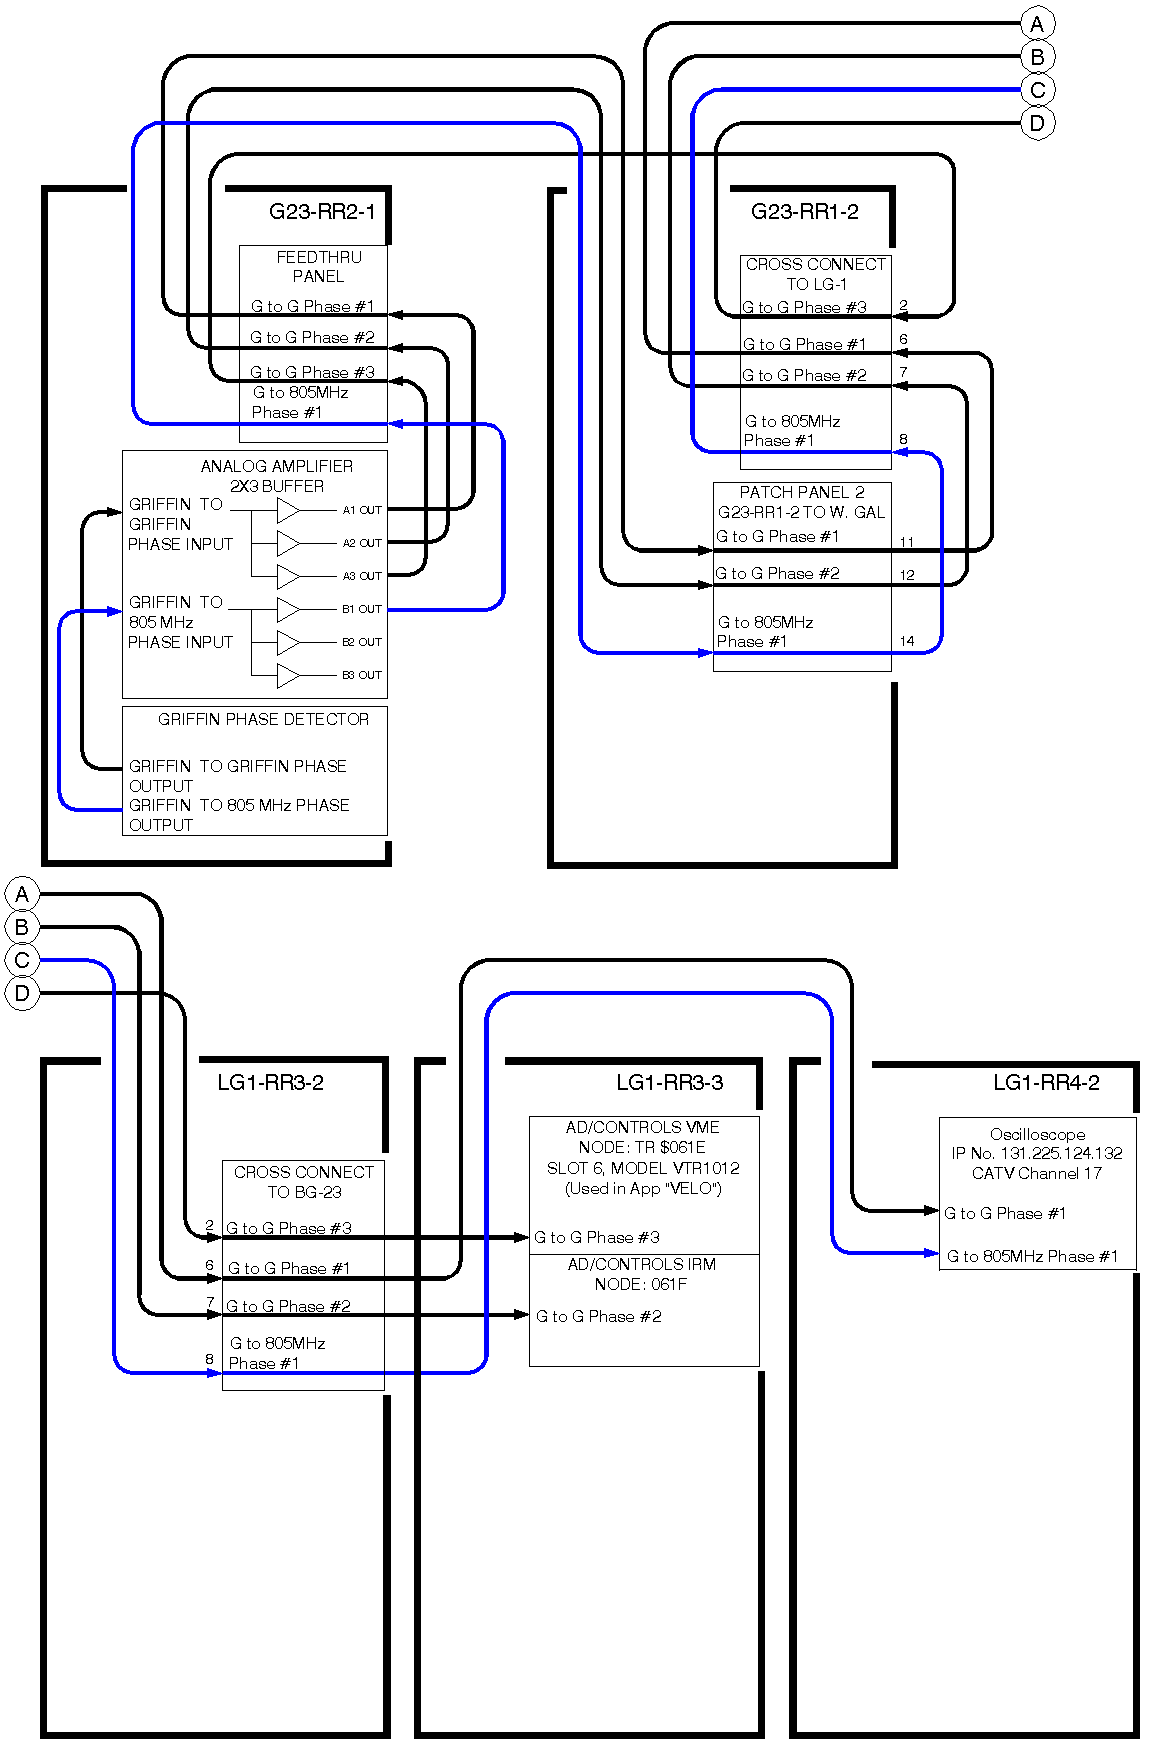 A
B
C
D
G23-RR2-1
FEEDTHRU
PANEL
G to G Phase #1
G to G Phase #2
G to G Phase #3
G to 805MHz
Phase #1
ANALOG AMPLIFIER
2X3 BUFFER
GRIFFIN TO
GRIFFIN
PHASE INPUT
A1 OUT
A2 OUT
A3 OUT
GRIFFIN TO
805 MHz
PHASE INPUT
B1 OUT
B2 OUT
B3 OUT
GRIFFIN PHASE DETECTOR
GRIFFIN TO GRIFFIN PHASE
OUTPUT
GRIFFIN TO 805 MHz PHASE
OUTPUT
G23-RR1-2
CROSS CONNECT
TO LG-1
G to G Phase #3 2
G to G Phase #1 6
G to G Phase #2 7
G to 805MHz
Phase #1 8
PATCH PANEL 2
G23-RR1-2 TO W. GAL
G to G Phase #1 11
G to G Phase #2 12
G to 805MHz
Phase #1 14
A
B
C
D
LG1-RR3-2
CROSS CONNECT
TO BG-23
2 G to G Phase #3
6 G to G Phase #1
7 G to G Phase #2
G to 805MHz
8 Phase #1
LG1-RR3-3
AD/CONTROLS VME
NODE: TR $061E
SLOT 6, MODEL VTR1012
(Used in App "VELO")
G to G Phase #3
AD/CONTROLS IRM
NODE: 061F
G to G Phase #2
LG1-RR4-2
Oscilloscope
IP No. 131.225.124.132
CATV Channel 17
G to G Phase #1
G to 805MHz Phase #1